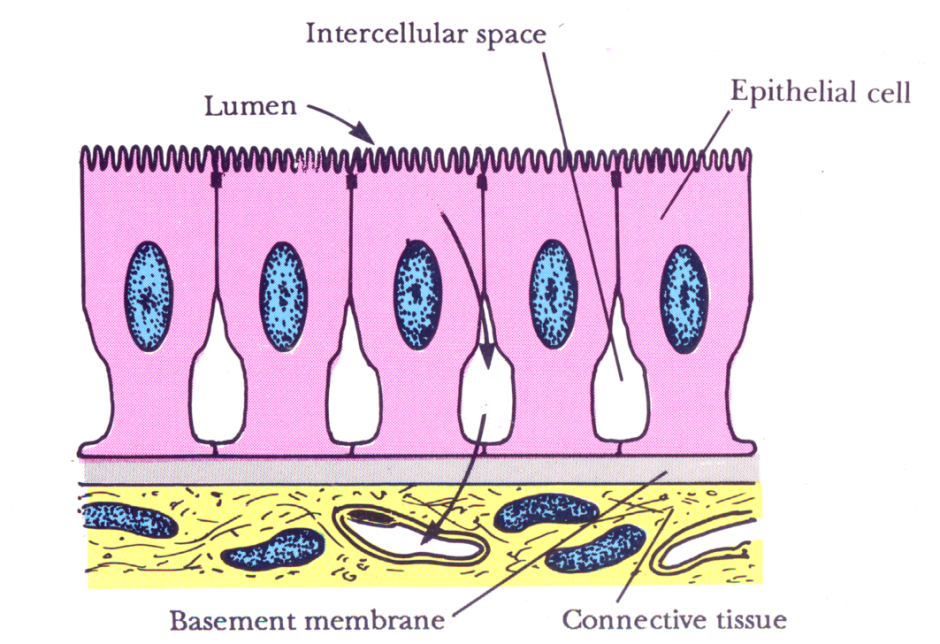 Intercellular space
Epithelial cell
Lumen
Basement membrane
Connective tissue